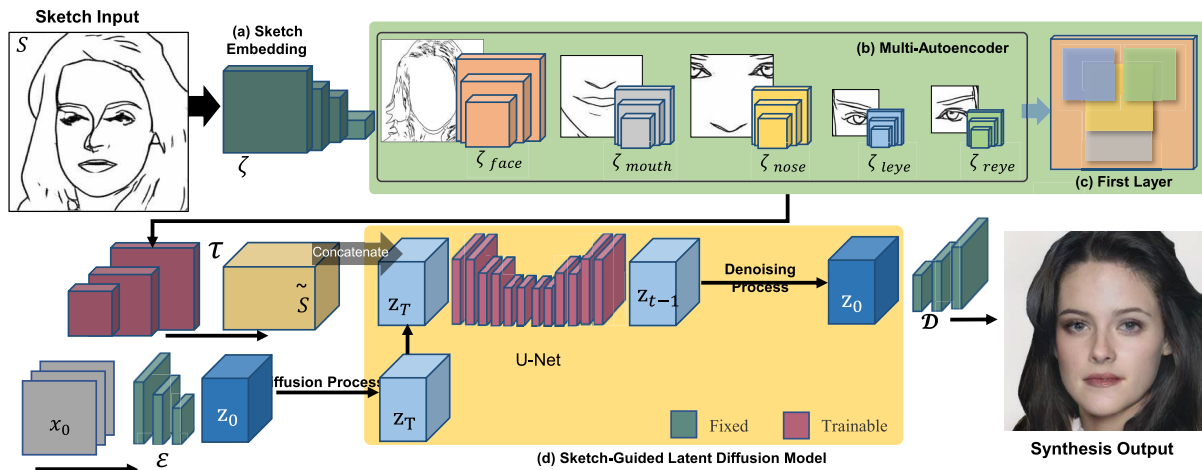 Sketch Input
S
(a) Sketch
Embedding
ζ
(b) Multi-Autoencoder
ζ face
ζ mouth
ζ nose
ζ leye
ζ reye
(c) First Layer
τ
S̃
Concatenate
z_T
U-Net
z_{t−1}
Denoising
Process
z_0
D
x_0
ε
z_0
iffusion Process
z_T
Fixed
Trainable
(d) Sketch-Guided Latent Diffusion Model
Synthesis Output